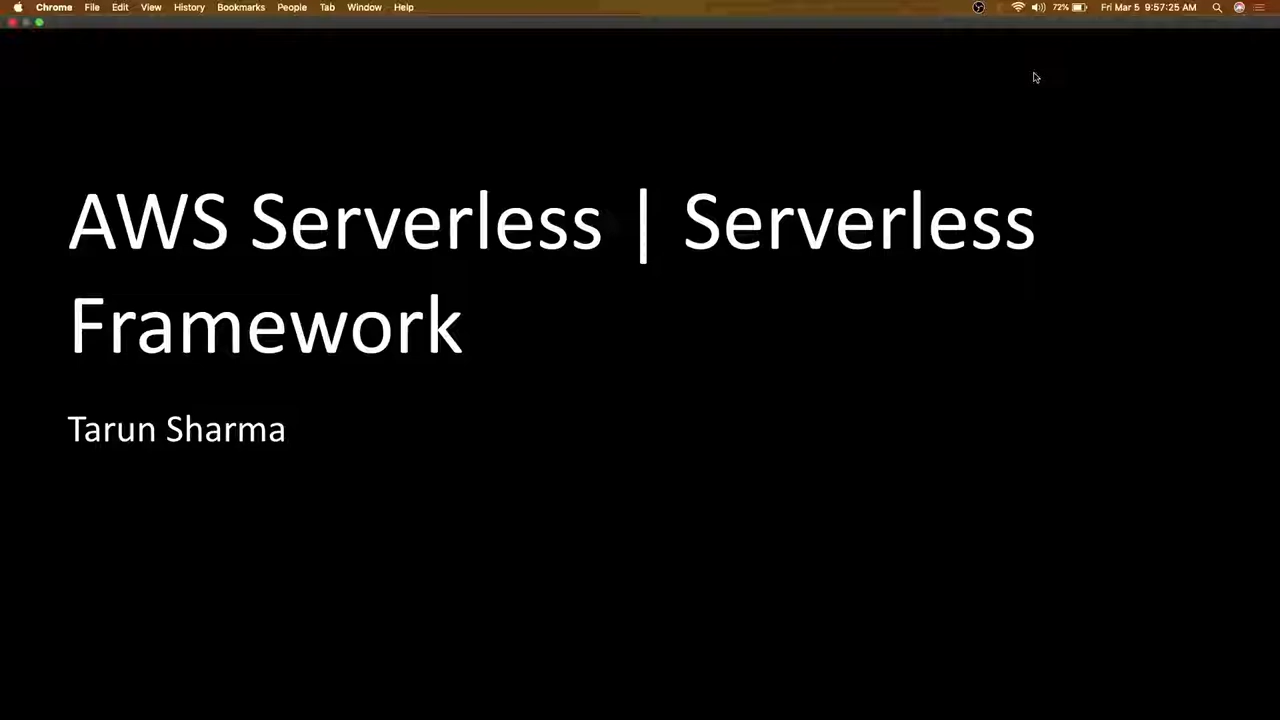 Chrome File Edit View History Bookmarks People Tab Window Help 72% Fri Mar 5 9:57:25 AM
AWS Serverless | Serverless
Framework
Tarun Sharma